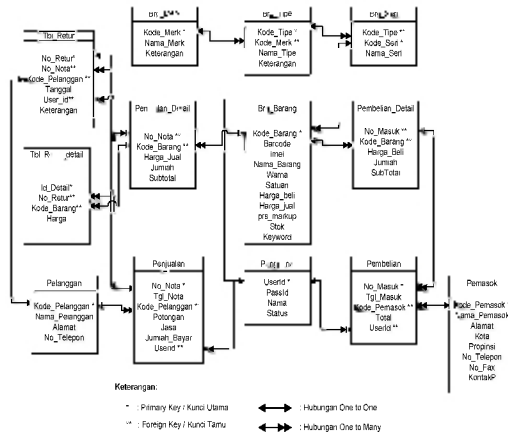 Kode_Merk *
Nama_Merk
Keterangan
Kode_Tipe *
Kode_Merk **
Nama_Tipe
Keterangan
Kode_Tipe **
Kode_Seri *
Nama_Seri
Tbl_Retur
No_Retur*
No_Nota**
Kode_Pelanggan **
Tanggal
User_id**
Keterangan
No_Nota **
Kode_Barang **
Harga_Jual
Jumlah
Subtotal
Brg_Barang
Kode_Barang *
Barcode
Imei
Nama_Barang
Warna
Satuan
Harga_beli
Harga_jual
prs_markup
Stok
Keyword
Pembelian_Detail
No_Masuk **
Kode_Barang **
Harga_Beli
Jumlah
SubTotal
Id_Detail*
No_Retur**
Kode_Barang**
Harga
Pelanggan
Kode_Pelanggan *
Nama_Pelanggan
Alamat
No_Telepon
Penjualan
No_Nota *
Tgl_Nota
Kode_Pelanggan *
Potongan
Jasa
Jumlah_Bayar
Userid **
UserId *
PassId
Nama
Status
Pembelian
No_Masuk *
Tgl_Masuk
Kode_Pemasok **
Total
UserId **
Pemasok
Kode_Pemasok *
Nama_Pemasok
Alamat
Kota
Propinsi
No_Telepon
No_Fax
KontakP
Keterangan:
* : Primary Key / Kunci Utama
: Hubungan One to One
** : Foreign Key / Kunci Tamu
: Hubungan One to Many